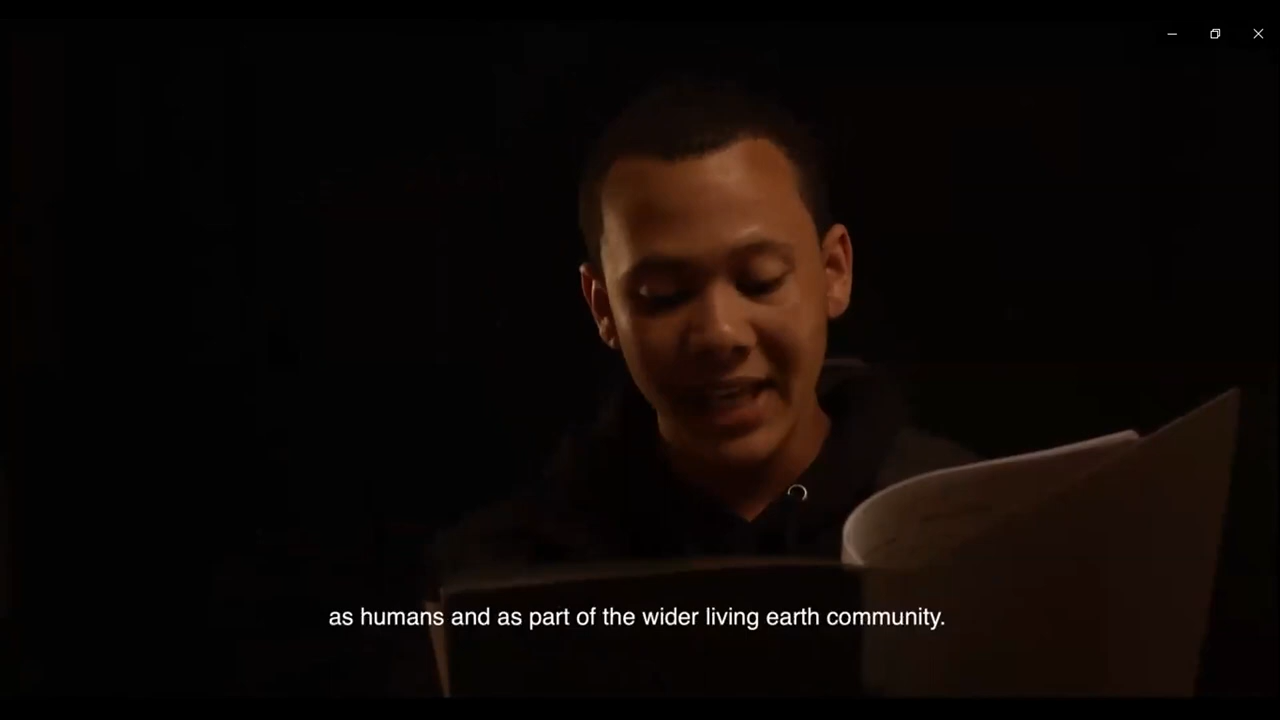 as humans and as part of the wider living earth community.